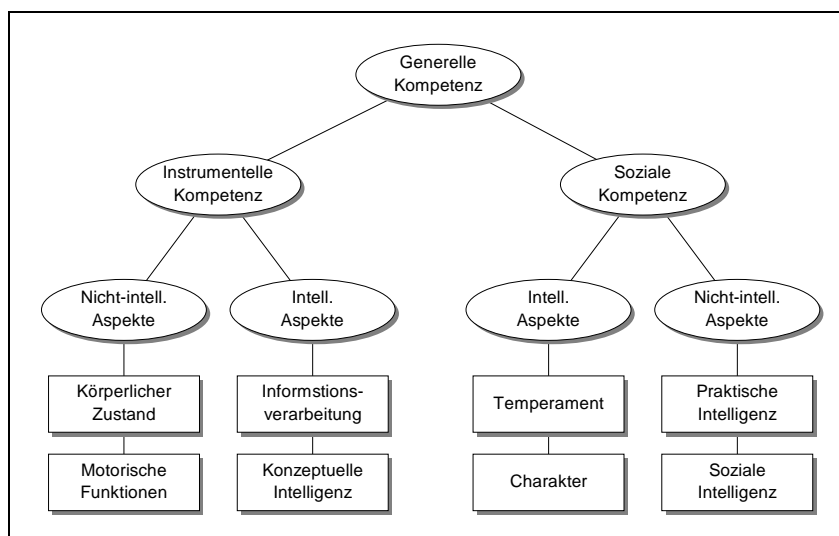 Generelle
Kompetenz
Instrumentelle
Kompetenz
Soziale
Kompetenz
Nicht-intell.
Aspekte
Intell.
Aspekte
Intell.
Aspekte
Nicht-intell.
Aspekte
Körperlicher
Zustand
Informstions-
verarbeitung
Temperament
Praktische
Intelligenz
Motorische
Funktionen
Konzeptuelle
Intelligenz
Charakter
Soziale
Intelligenz